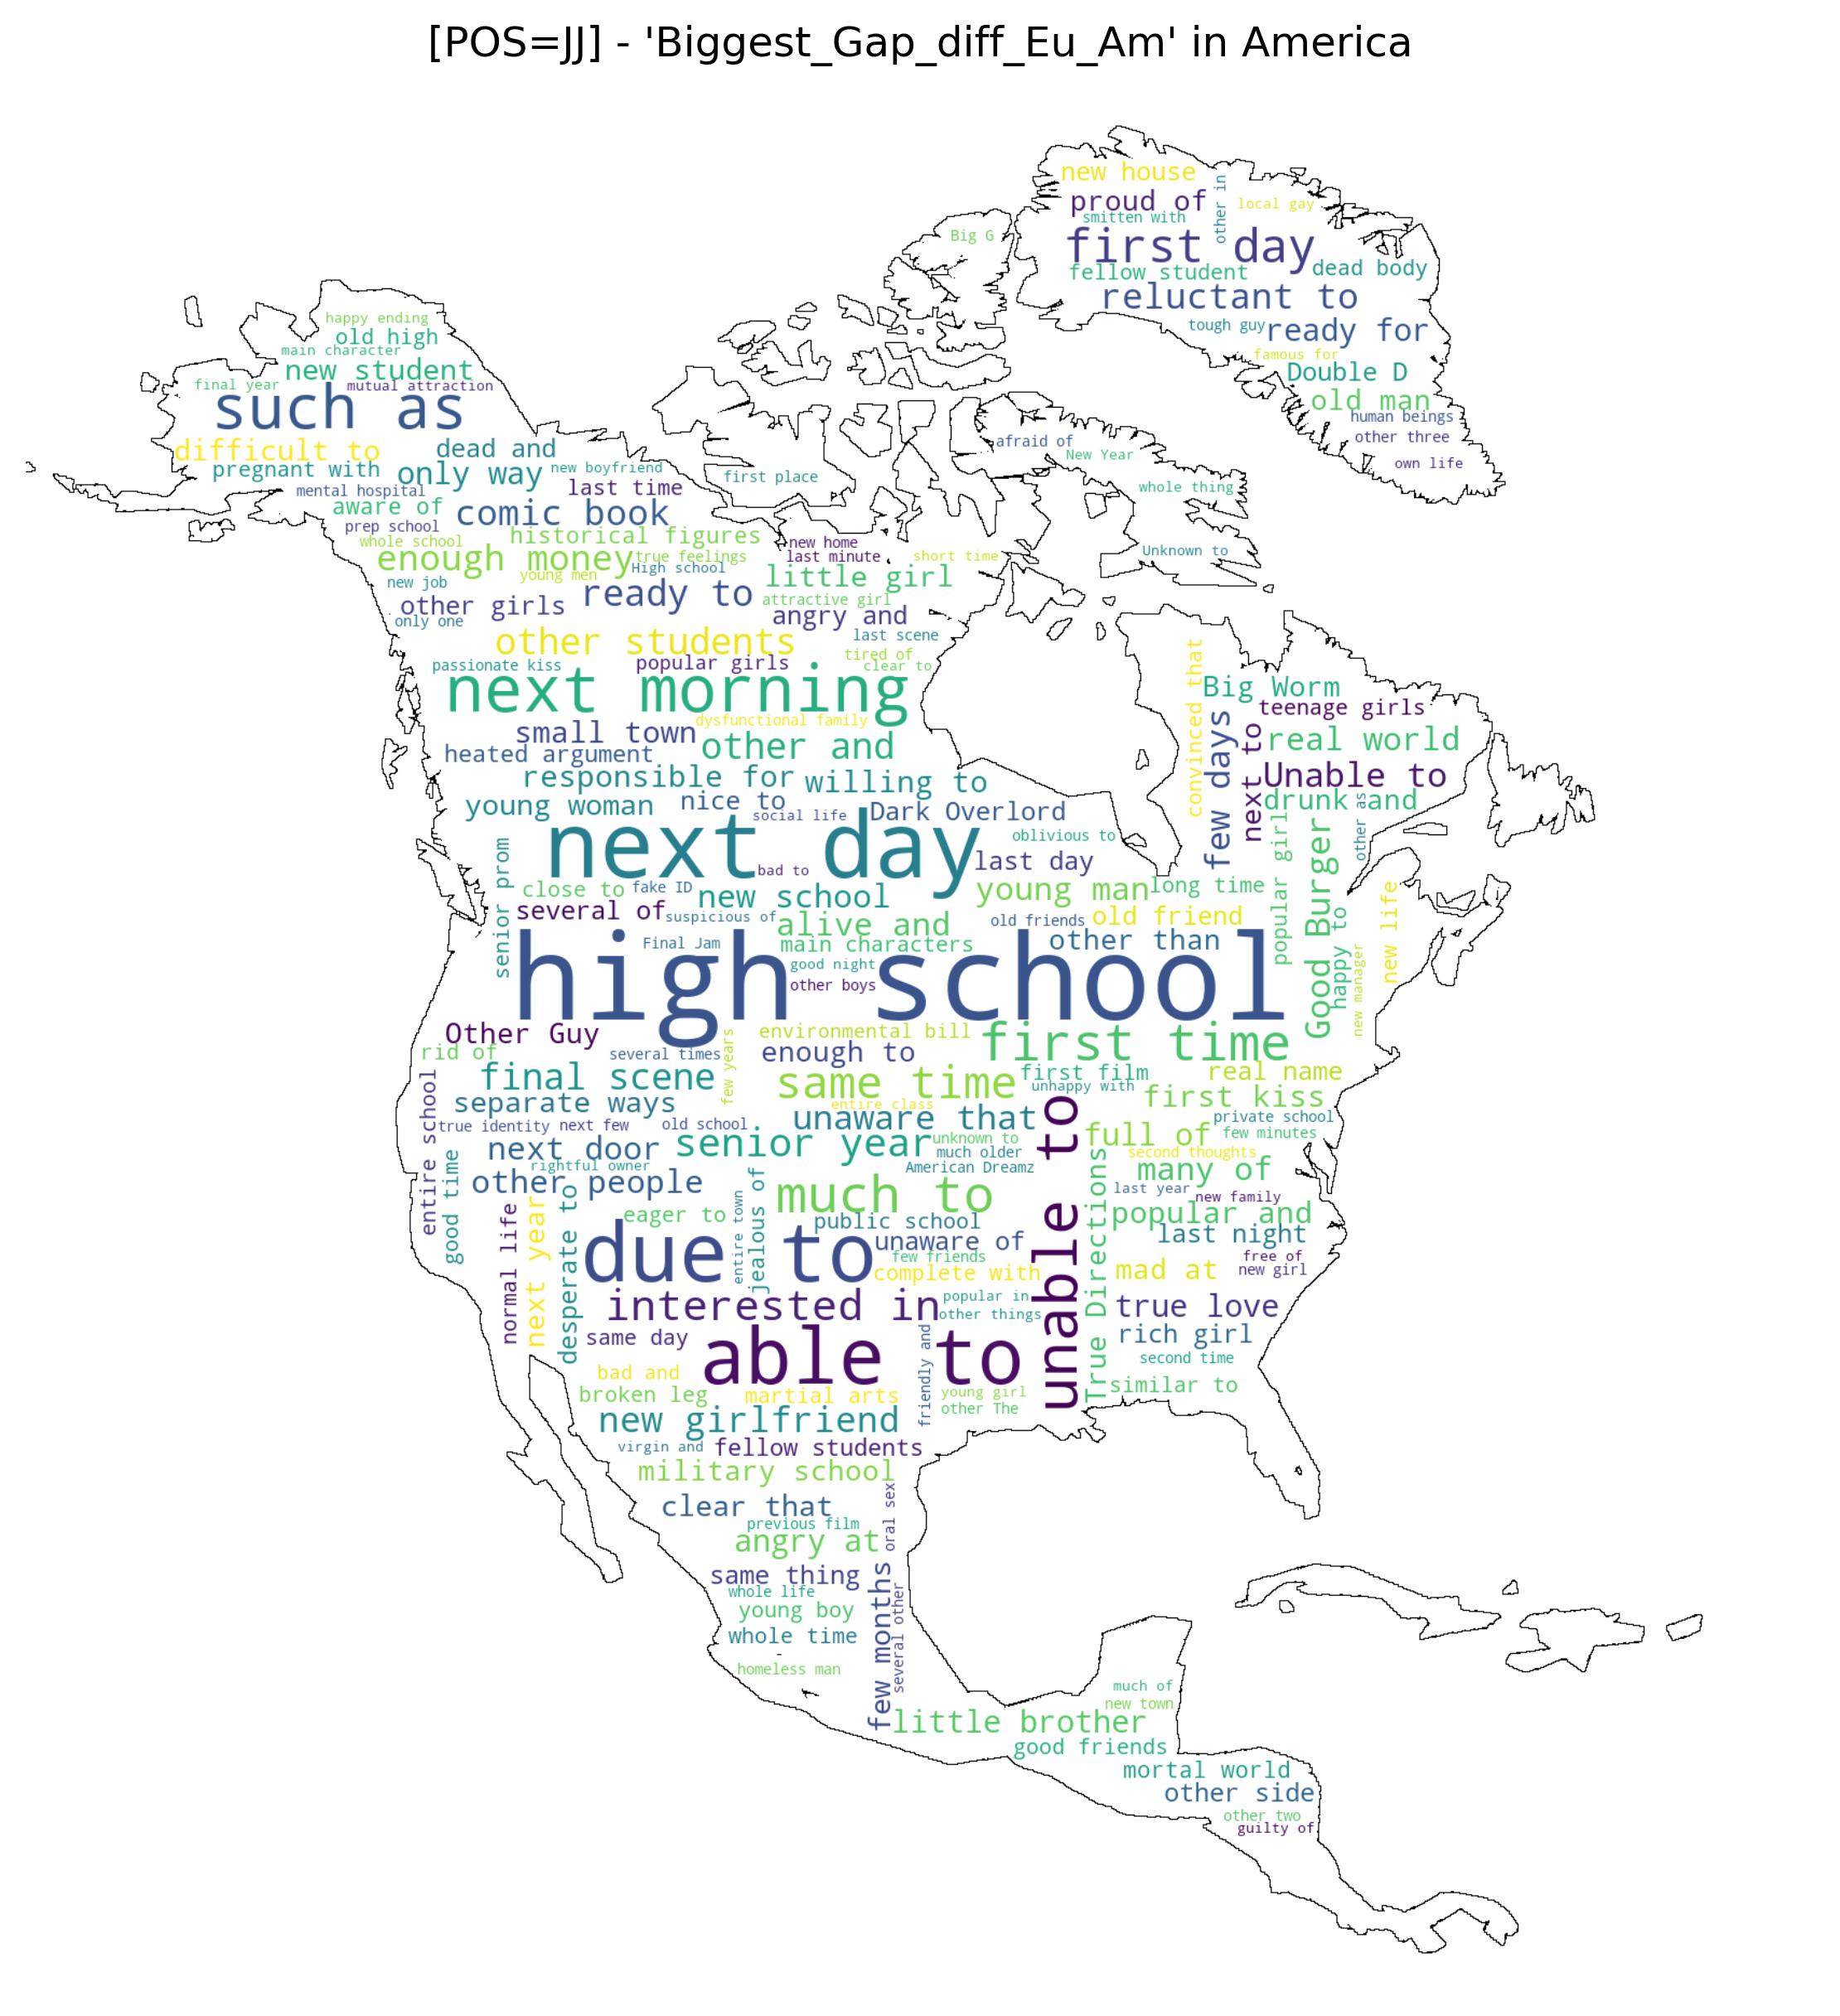 [POS=JJ] - 'Biggest_Gap_diff_Eu_Am' in America
new house
proud of
other in
local gay
smitten with
Big G
first day
fellow student
dead body
reluctant to
tough guy
ready for
famous for
Double D
old man
human beings
other three
own life
happy ending
old high
main character
new student
final year
mutual attraction
such as
difficult to
dead and
pregnant with
only way
new boyfriend
mental hospital
last time
aware of
comic book
prep school
historical figures
whole school
enough money
true feelings
afraid of
New Year
first place
whole thing
Unknown to
new home
last minute
short time
High school
young men
new job
little girl
ready to
attractive girl
other girls
angry and
only one
last scene
other students
tired of
popular girls
clear to
passionate kiss
next morning
convinced that
Big Worm
teenage girls
few days
next to
real world
Unable to
drunk and
other as
dysfunctional family
small town
other and
heated argument
responsible for
willing to
young woman
nice to
social life
Dark Overlord
next day
oblivious to
last day
bad to
senior prom
close to
fake ID
new school
young man
long time
popular girl
Good Burger
happy to
new life
new manager
several of
suspicious of
alive and
old friends
old friend
Final Jam
main characters
other than
good night
high school
other boys
Other Guy
environmental bill
first time
rid of
several times
few years
enough to
final scene
same time
first film
real name
unhappy with
first kiss
entire school
separate ways
entire class
unaware that
unable to
private school
true identity
next few
old school
full of
few minutes
next door
senior year
unknown to
much older
second thoughts
good time
rightful owner
American Dreamz
many of
other people
much to
last year
new family
True Directions
normal life
next year
desperate to
eager to
entire town
jealous of
public school
popular and
due to
unaware of
last night
few friends
free of
complete with
mad at
new girl
interested in
popular in
other things
true love
same day
able to
friendly and
rich girl
second time
bad and
broken leg
martial arts
young girl
similar to
other The
new girlfriend
virgin and
fellow students
military school
oral sex
clear that
previous film
angry at
same thing
few months
whole life
several other
young boy
whole time
-
homeless man
much of
new town
little brother
good friends
mortal world
other side
other two
guilty of